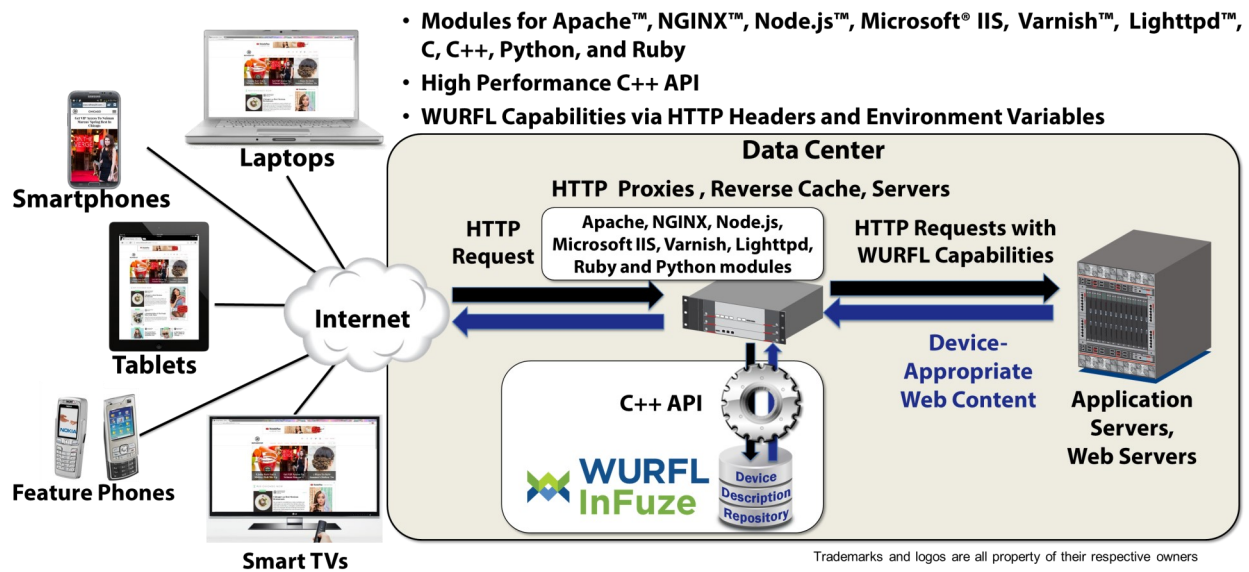 • Modules for Apache™, NGINX™, Node.js™, Microsoft® IIS, Varnish™, Lighttpd™,
C, C++, Python, and Ruby
• High Performance C++ API
• WURFL Capabilities via HTTP Headers and Environment Variables
Laptops
Smartphones
Tablets
Feature Phones
NOKIA
Smart TVs
Internet
Data Center
HTTP Proxies , Reverse Cache, Servers
HTTP
Request
Apache, NGINX, Node.js,
Microsoft IIS, Varnish, Lighttpd,
Ruby and Python modules
HTTP Requests with
WURFL Capabilities
Device-
Appropriate
Web Content
Application
Servers,
Web Servers
C++ API
WURFL
InFuze
Device
Description
Repository
Trademarks and logos are all property of their respective owners